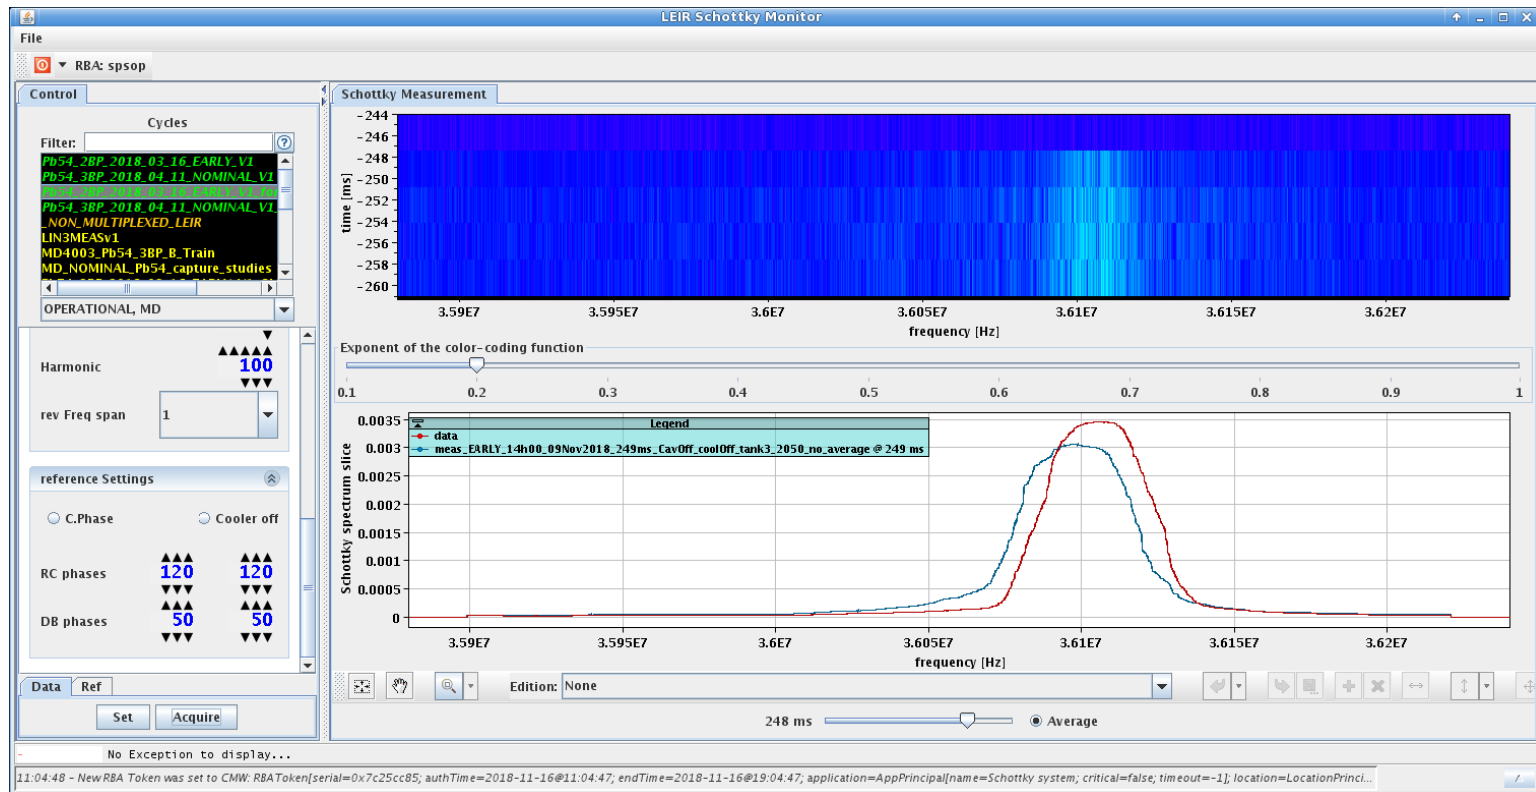 LEIR Schottky Monitor
File
RBA: spsop
Control
Cycles
Filter:
Pb54_2BP_2018_03_16_EARLY_V1
Pb54_3BP_2018_04_11_NOMINAL_V1
Pb54_2BP_2018_03_16_EARLY_V1_for
Pb54_3BP_2018_04_11_NOMINAL_V1_
_NON_MULTIPLEXED_LEIR
LIN3MEASv1
MD4003_Pb54_3BP_B_Train
MD_NOMINAL_Pb54_capture_studies
OPERATIONAL, MD
Harmonic 100
rev Freq span 1
reference Settings
C.Phase Cooler off
RC phases 120 120
DB phases 50 50
Data Ref
Set Acquire
Schottky Measurement
time [ms]
-244
-246
-248
-250
-252
-254
-256
-258
-260
3.59E7 3.595E7 3.6E7 3.605E7 3.61E7 3.615E7 3.62E7
frequency [Hz]
Exponent of the color-coding function
0.1 0.2 0.3 0.4 0.5 0.6 0.7 0.8 0.9 1
Schottky spectrum slice
0.0035
0.003
0.0025
0.002
0.0015
0.001
0.0005
0
Legend
data
meas_EARLY_14h00_09Nov2018_249ms_CavOff_coolOff_tank3_2050_no_average @ 249 ms
3.59E7 3.595E7 3.6E7 3.605E7 3.61E7 3.615E7 3.62E7
frequency [Hz]
Edition: None
248 ms Average
- No Exception to display...
11:04:48 - New RBA Token was set to CMW: RBAToken[serial=0x7c25cc85; authTime=2018-11-16@11:04:47; endTime=2018-11-16@19:04:47; application=AppPrincipal[name=Schottky system; critical=false; timeout=-1]; location=LocationPrinci...